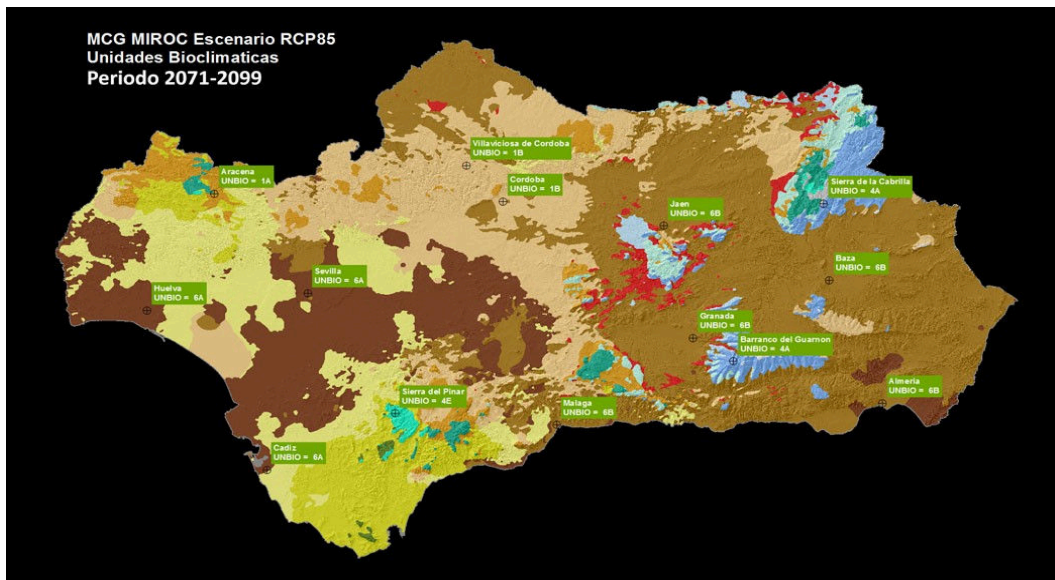 MCG MIROC Escenario RCP85
Unidades Bioclimaticas
Periodo 2071-2099
Villaviciosa de Cordoba
UNBIO = 1B
Aracena
UNBIO = 1A
Cordoba
UNBIO = 1B
Sierra de la Cabrilla
UNBIO = 4A
Jaen
UNBIO = 6B
Baza
UNBIO = 6B
Sevilla
UNBIO = 6A
Huelva
UNBIO = 6A
Granada
UNBIO = 6B
Barranco del Guarnon
UNBIO = 4A
Almeria
UNBIO = 6B
Sierra del Pinar
UNBIO = 4E
Malaga
UNBIO = 6B
Cadiz
UNBIO = 6A